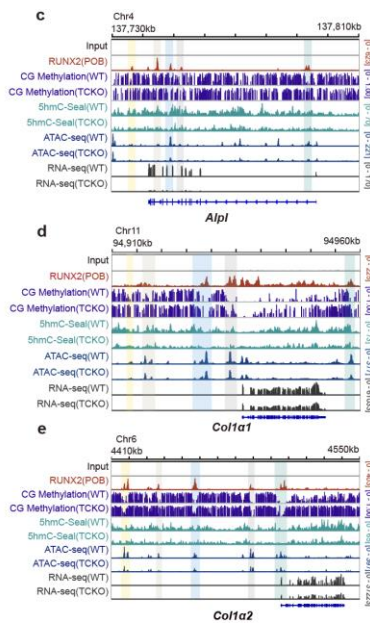 c
Chr4
137,730kb 137,810kb
Input
RUNX2(POB)
CG Methylation(WT)
CG Methylation(TCKO)
5hmC-Seal(WT)
5hmC-Seal(TCKO)
ATAC-seq(WT)
ATAC-seq(TCKO)
RNA-seq(WT)
RNA-seq(TCKO)
Alpl
d
Chr11
94,910kb 94960kb
Input
RUNX2(POB)
CG Methylation(WT)
CG Methylation(TCKO)
5hmC-Seal(WT)
5hmC-Seal(TCKO)
ATAC-seq(WT)
ATAC-seq(TCKO)
RNA-seq(WT)
RNA-seq(TCKO)
Col1α1
e
Chr6
4410kb 4550kb
Input
RUNX2(POB)
CG Methylation(WT)
CG Methylation(TCKO)
5hmC-Seal(WT)
5hmC-Seal(TCKO)
ATAC-seq(WT)
ATAC-seq(TCKO)
RNA-seq(WT)
RNA-seq(TCKO)
Col1α2